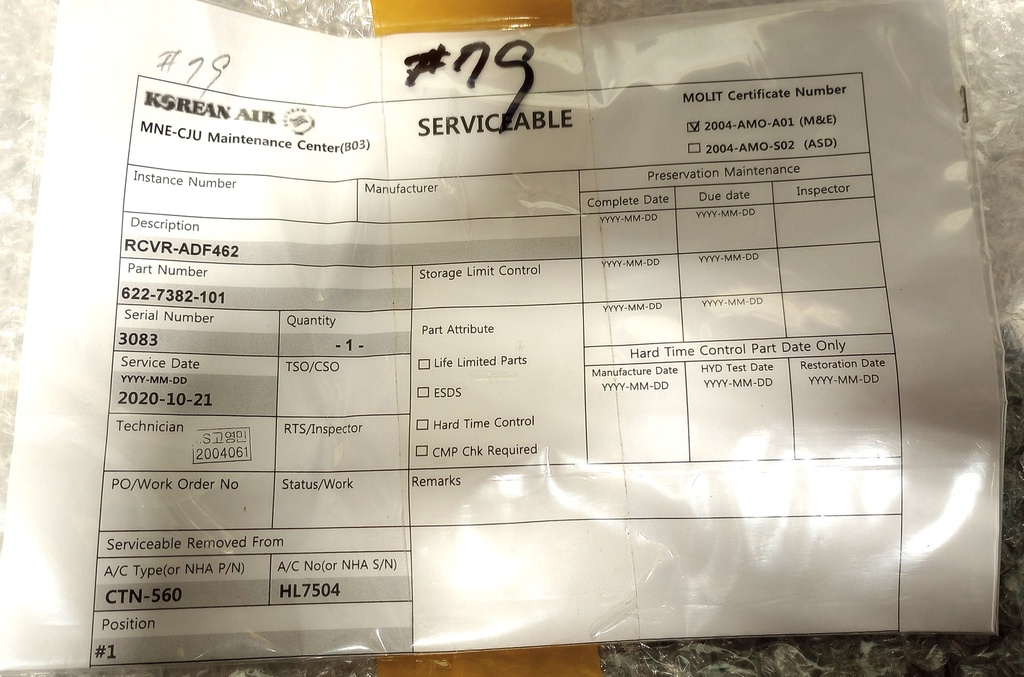 #79
#79
KOREAN AIR
MNE-CJU Maintenance Center(B03)
SERVICEABLE
MOLIT Certificate Number
☑ 2004-AMO-A01 (M&E)
☐ 2004-AMO-S02 (ASD)
Instance Number
Manufacturer
Preservation Maintenance
Complete Date
Due date
Inspector
YYYY-MM-DD
YYYY-MM-DD
Description
RCVR-ADF462
Part Number
622-7382-101
Storage Limit Control
YYYY-MM-DD
YYYY-MM-DD
Serial Number
3083
Quantity
- 1 -
YYYY-MM-DD
YYYY-MM-DD
Part Attribute
☐ Life Limited Parts
☐ ESDS
☐ Hard Time Control
☐ CMP Chk Required
Hard Time Control Part Date Only
Manufacture Date
YYYY-MM-DD
HYD Test Date
YYYY-MM-DD
Restoration Date
YYYY-MM-DD
Service Date
YYYY-MM-DD
2020-10-21
TSO/CSO
Technician
S고영민
2004061
RTS/Inspector
PO/Work Order No
Status/Work
Remarks
Serviceable Removed From
A/C Type(or NHA P/N)
CTN-560
A/C No(or NHA S/N)
HL7504
Position
#1